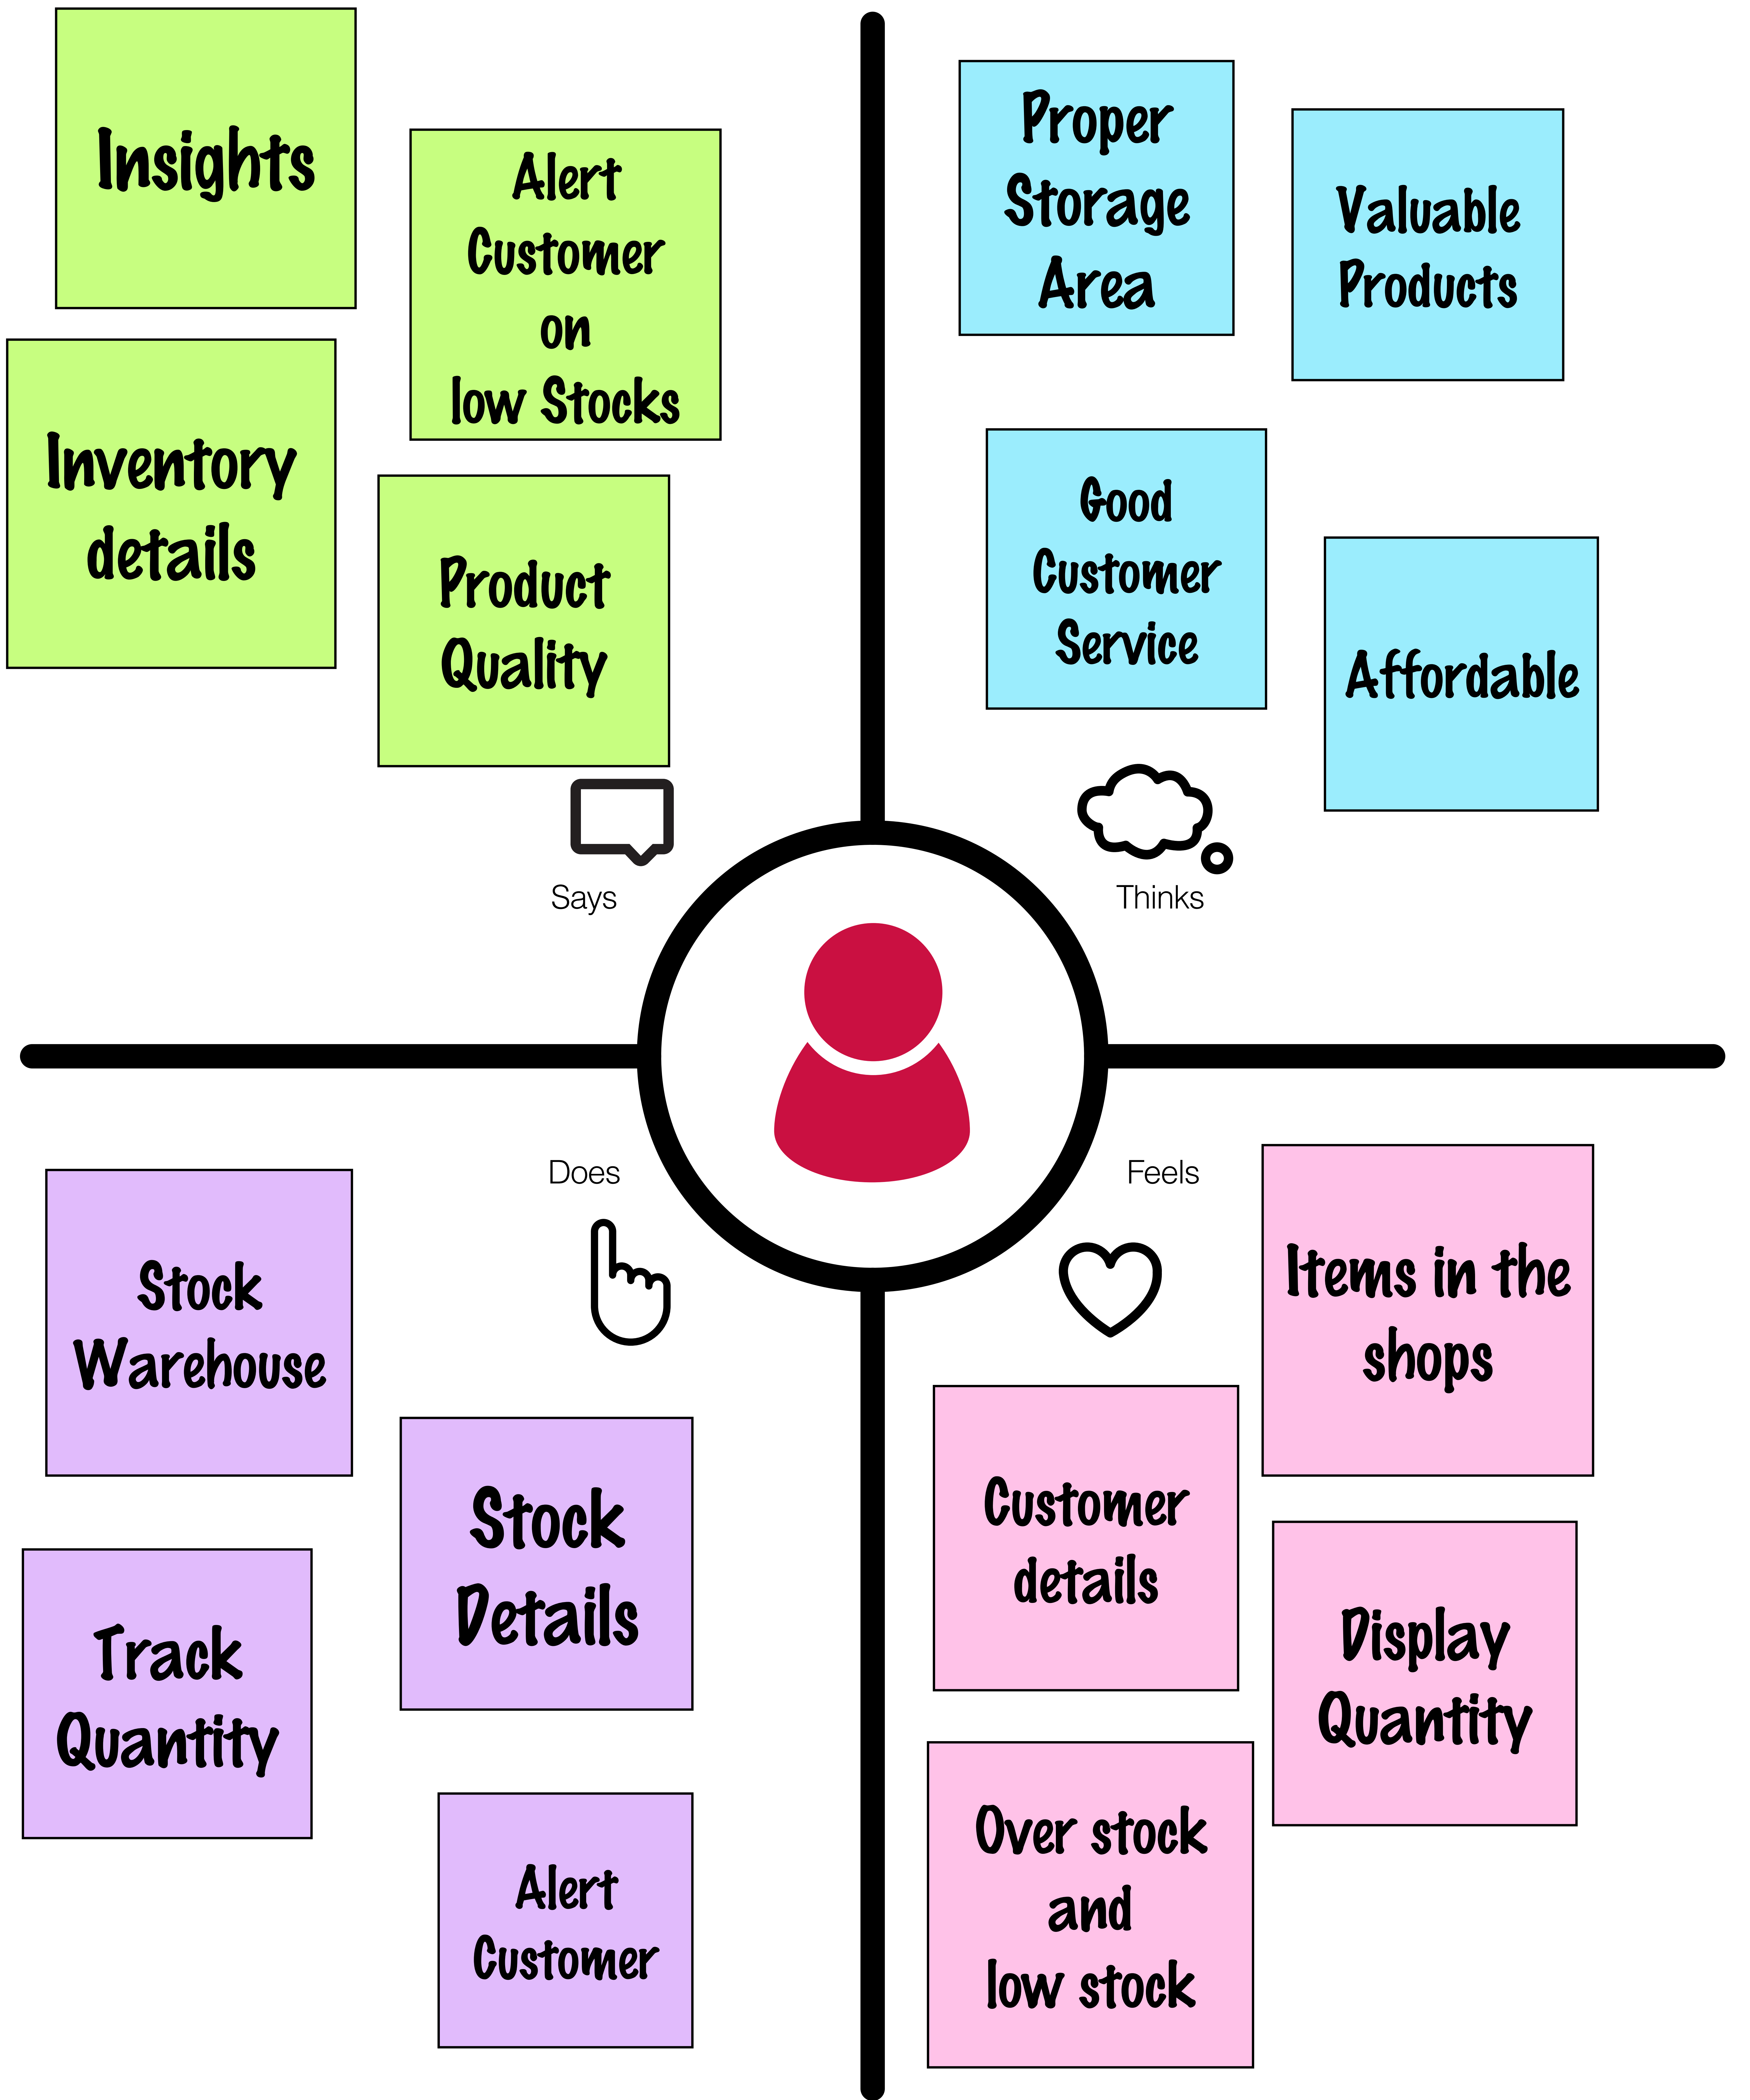 Insights
Alert
Customer
on
low Stocks
Inventory
details
Product
Quality
Says
Proper
Storage
Area
Valuable
Products
Good
Customer
Service
Affordable
Thinks
Does
Stock
Warehouse
Stock
Details
Track
Quantity
Alert
Customer
Feels
Items in the
shops
Customer
details
Display
Quantity
Over stock
and
low stock